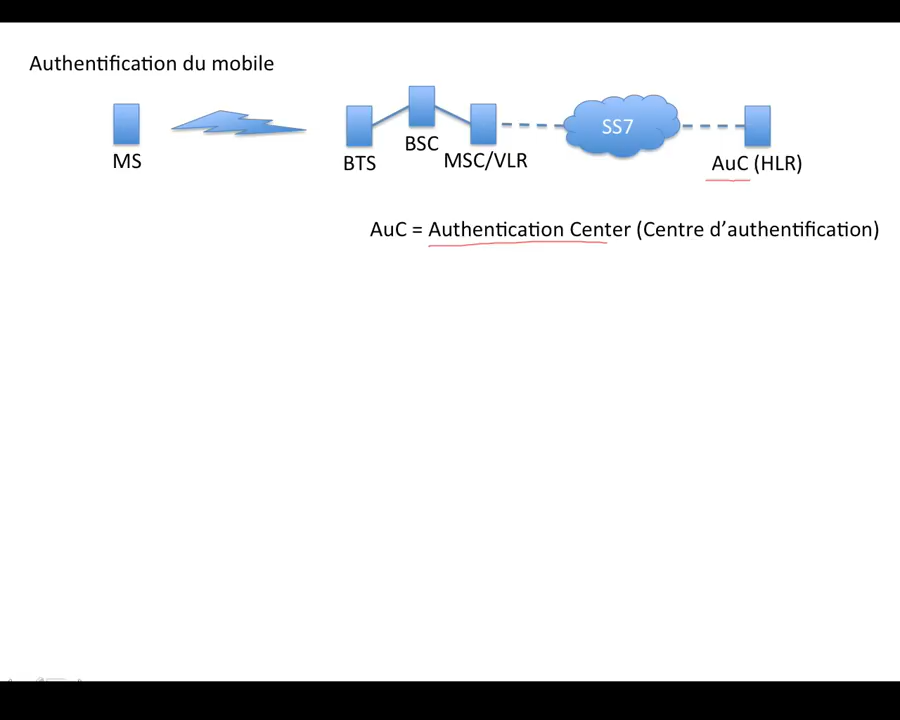 Authentification du mobile
MS
BTS
BSC
MSC/VLR
SS7
AuC (HLR)
AuC = Authentication Center (Centre d'authentification)